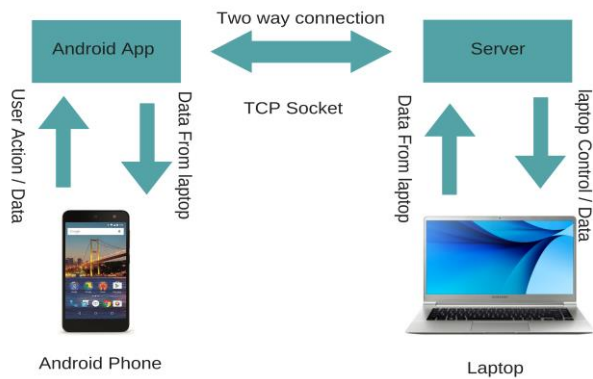 Two way connection
Android App
Server
TCP Socket
User Action / Data
Data From laptop
Data From laptop
laptop Control / Data
Android Phone
Laptop